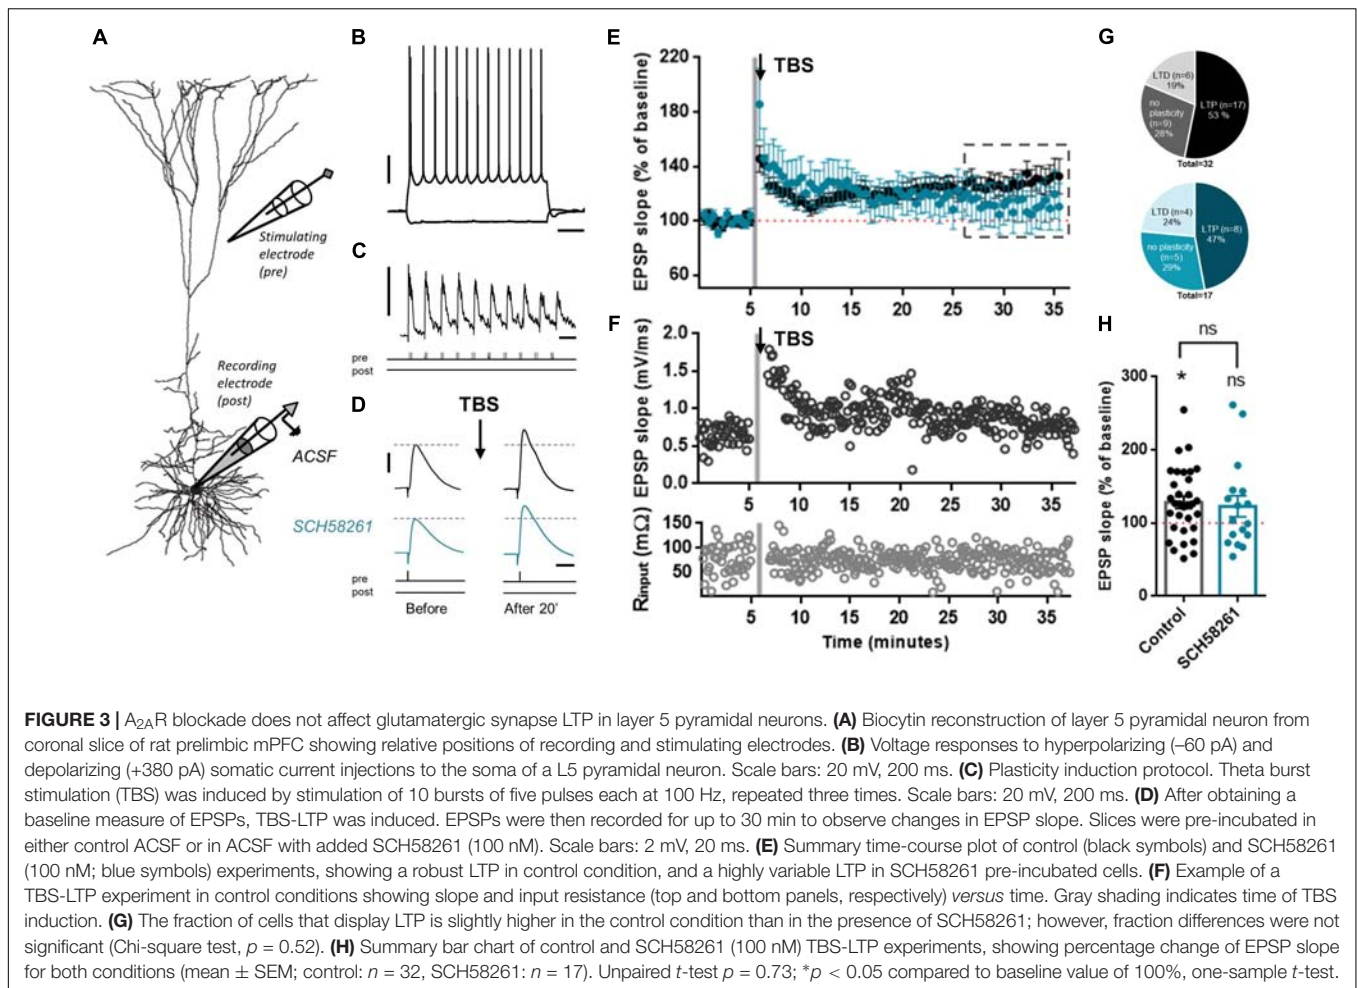 A
B
E
G
220
TBS
180
140
100
60
EPSP slope (% of baseline)
5
10
15
20
25
30
35
LTD (n=6)
19%
LTP (n=17)
53 %
no
plasticity
(n=9)
28%
Total=32
LTD (n=4)
24%
LTP (n=8)
47%
no plasticity
(n=5)
29%
Total=17
Stimulating
electrode
(pre)
C
pre
post
Recording
electrode
(post)
D
TBS
ACSF
SCH58261
pre
post
Before
After 20'
F
TBS
2.0
1.5
1.0
0.5
0.0
EPSP slope (mV/ms)
150
100
50
Rinput (mΩ)
5
10
15
20
25
30
35
Time (minutes)
H
ns
*
ns
300
200
100
0
EPSP slope (% of baseline)
Control
SCH58261
FIGURE 3 | A2AR blockade does not affect glutamatergic synapse LTP in layer 5 pyramidal neurons. (A) Biocytin reconstruction of layer 5 pyramidal neuron from
coronal slice of rat prelimbic mPFC showing relative positions of recording and stimulating electrodes. (B) Voltage responses to hyperpolarizing (–60 pA) and
depolarizing (+380 pA) somatic current injections to the soma of a L5 pyramidal neuron. Scale bars: 20 mV, 200 ms. (C) Plasticity induction protocol. Theta burst
stimulation (TBS) was induced by stimulation of 10 bursts of five pulses each at 100 Hz, repeated three times. Scale bars: 20 mV, 200 ms. (D) After obtaining a
baseline measure of EPSPs, TBS-LTP was induced. EPSPs were then recorded for up to 30 min to observe changes in EPSP slope. Slices were pre-incubated in
either control ACSF or in ACSF with added SCH58261 (100 nM). Scale bars: 2 mV, 20 ms. (E) Summary time-course plot of control (black symbols) and SCH58261
(100 nM; blue symbols) experiments, showing a robust LTP in control condition, and a highly variable LTP in SCH58261 pre-incubated cells. (F) Example of a
TBS-LTP experiment in control conditions showing slope and input resistance (top and bottom panels, respectively) versus time. Gray shading indicates time of TBS
induction. (G) The fraction of cells that display LTP is slightly higher in the control condition than in the presence of SCH58261; however, fraction differences were not
significant (Chi-square test, p = 0.52). (H) Summary bar chart of control and SCH58261 (100 nM) TBS-LTP experiments, showing percentage change of EPSP slope
for both conditions (mean ± SEM; control: n = 32, SCH58261: n = 17). Unpaired t-test p = 0.73; *p < 0.05 compared to baseline value of 100%, one-sample t-test.